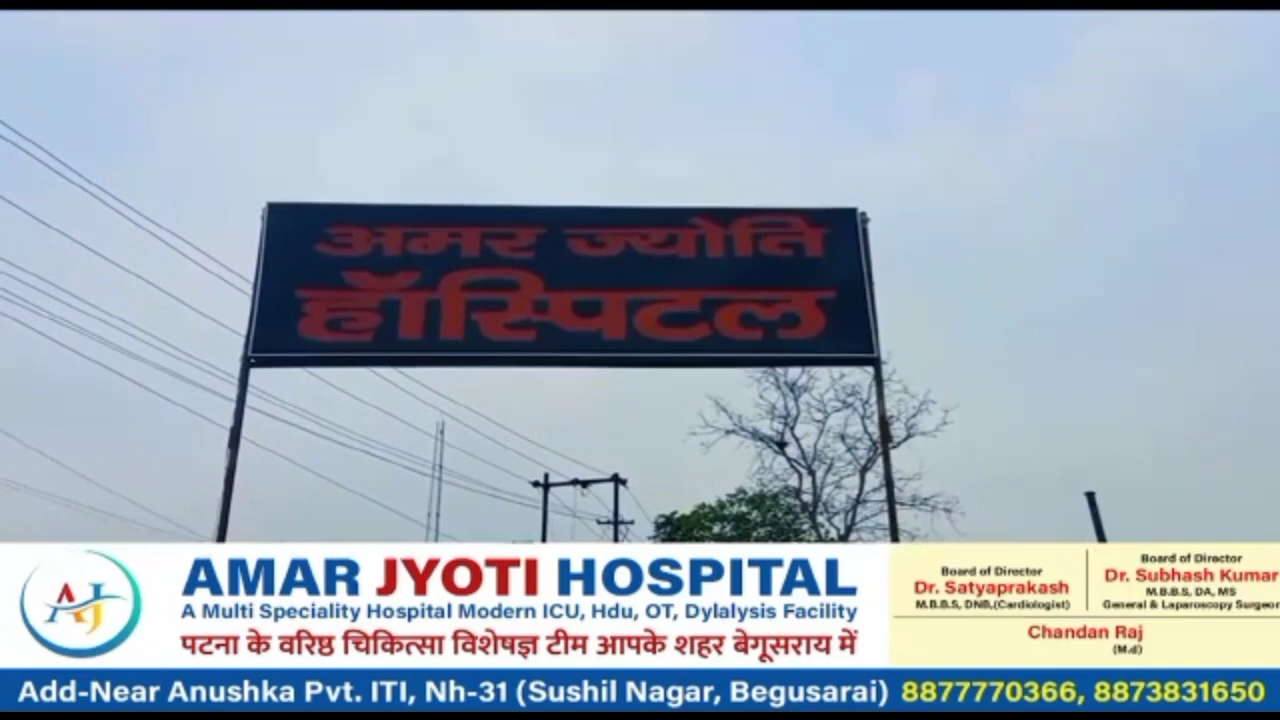 अमर ज्योति
हॉस्पिटल
AJ
AMAR JYOTI HOSPITAL
A Multi Speciality Hospital Modern ICU, Hdu, OT, Dylalysis Facility
पटना के वरिष्ठ चिकित्सा विशेषज्ञ टीम आपके शहर बेगूसराय में
Board of Director
Dr. Satyaprakash
M.B.B.S, DNB,(Cardiologist)
Board of Director
Dr. Subhash Kumar
M.B.B.S, DA, MS
General & Laparoscopy Surgeon
Chandan Raj
(M.d)
Add-Near Anushka Pvt. ITI, Nh-31 (Sushil Nagar, Begusarai) 8877770366, 8873831650